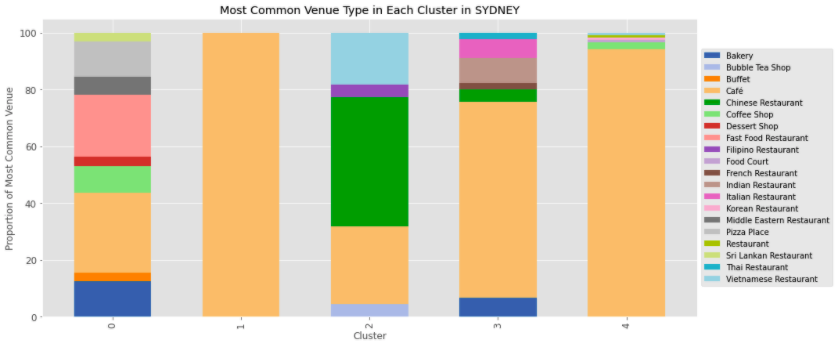 Most Common Venue Type in Each Cluster in SYDNEY
Proportion of Most Common Venue
100
80
60
40
20
0
0
1
2
3
4
Cluster
Bakery
Bubble Tea Shop
Buffet
Café
Chinese Restaurant
Coffee Shop
Dessert Shop
Fast Food Restaurant
Filipino Restaurant
Food Court
French Restaurant
Indian Restaurant
Italian Restaurant
Korean Restaurant
Middle Eastern Restaurant
Pizza Place
Restaurant
Sri Lankan Restaurant
Thai Restaurant
Vietnamese Restaurant